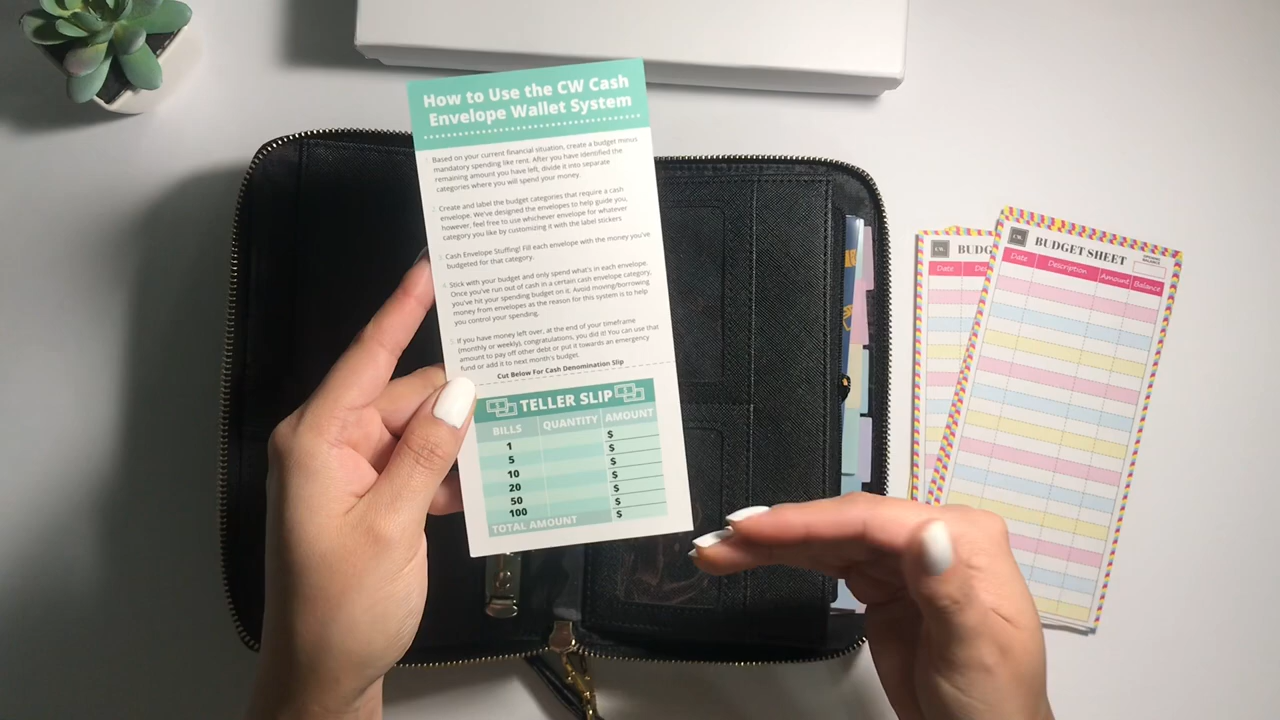 How to Use the CW Cash
Envelope Wallet System
1 Based on your current financial situation, create a budget minus
mandatory spending like rent. After you have identified the
remaining amount you have left, divide it into separate
categories where you will spend your money.
2 Create and label the budget categories that require a cash
envelope. We've designed the envelopes to help guide you,
however, feel free to use whichever envelope for whatever
category you like by customizing it with the label stickers
3 Cash Envelope Stuffing! Fill each envelope with the money you've
budgeted for that category.
4 Stick with your budget and only spend what's in each envelope.
Once you've run out of cash in a certain cash envelope category,
you've hit your spending budget on it. Avoid moving/borrowing
money from envelopes as the reason for this system is to help
you control your spending.
5 If you have money left over, at the end of your timeframe
(monthly or weekly), congratulations, you did it! You can use that
amount to pay off other debt or put it towards an emergency
fund or add it to next month's budget.
Cut Below For Cash Denomination Slip
TELLER SLIP
BILLS QUANTITY AMOUNT
1 $
5 $
10 $
20 $
50 $
100 $
TOTAL AMOUNT
CW BUDG
Date Des
CW BUDGET SHEET
OPENING
BALANCE
Date Description Amount Balance